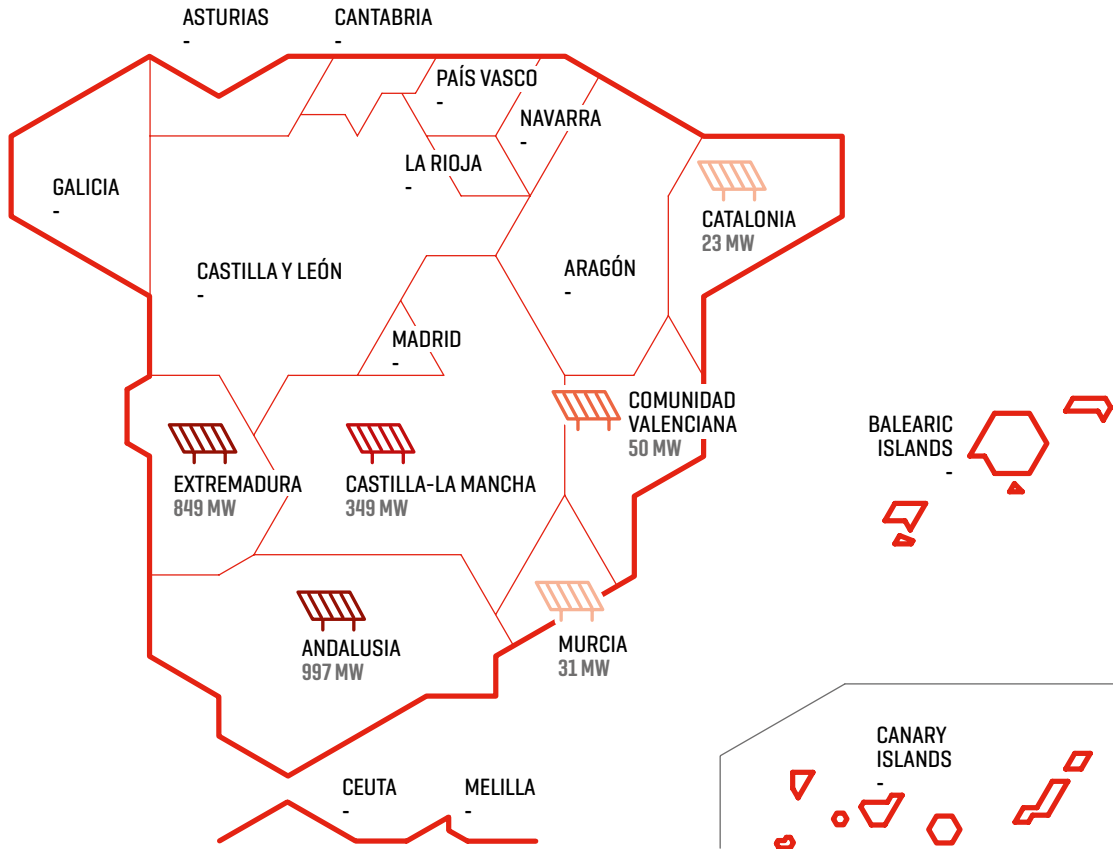 ASTURIAS
-
CANTABRIA
-
PAÍS VASCO
-
NAVARRA
-
LA RIOJA
-
GALICIA
-
CATALONIA
23 MW
CASTILLA Y LEÓN
-
ARAGÓN
-
MADRID
-
COMUNIDAD
VALENCIANA
50 MW
BALEARIC
ISLANDS
-
EXTREMADURA
849 MW
CASTILLA-LA MANCHA
349 MW
ANDALUSIA
997 MW
MURCIA
31 MW
CANARY
ISLANDS
-
CEUTA
-
MELILLA
-